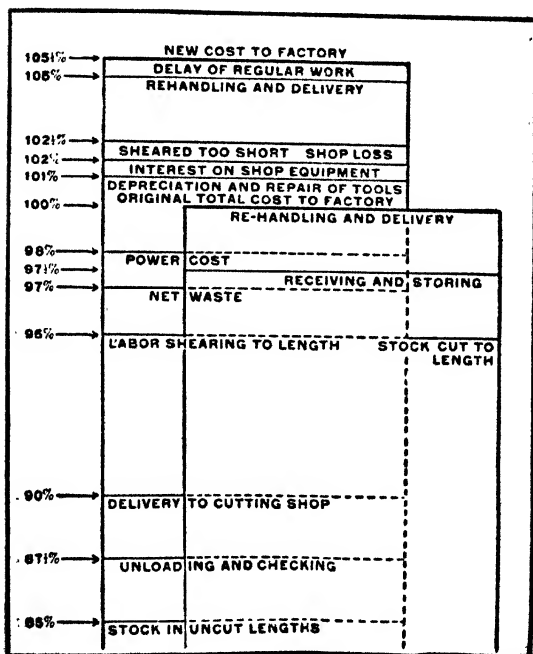 NEW COST TO FACTORY
105½%
DELAY OF REGULAR WORK
105%
REHANDLING AND DELIVERY
102½%
SHEARED TOO SHORT SHOP LOSS
102%
INTEREST ON SHOP EQUIPMENT
101%
DEPRECIATION AND REPAIR OF TOOLS
ORIGINAL TOTAL COST TO FACTORY
100%
RE-HANDLING AND DELIVERY
98%
POWER COST
97½%
RECEIVING AND STORING
97%
NET WASTE
95%
LABOR SHEARING TO LENGTH
STOCK CUT TO
LENGTH
90%
DELIVERY TO CUTTING SHOP
87½%
UNLOADING AND CHECKING
85%
STOCK IN UNCUT LENGTHS